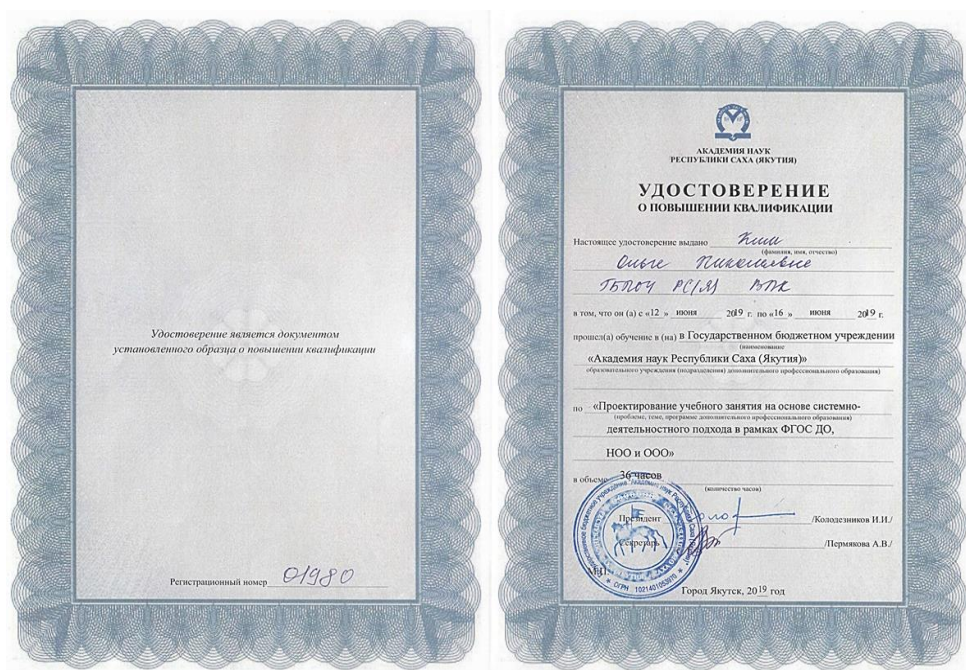 Удостоверение является документом
установленного образца о повышении квалификации
Регистрационный номер 01980
АКАДЕМИЯ НАУК
РЕСПУБЛИКИ САХА (ЯКУТИЯ)
УДОСТОВЕРЕНИЕ
О ПОВЫШЕНИИ КВАЛИФИКАЦИИ
Настоящее удостоверение выдано Ким
(фамилия, имя, отчество)
Ольге Николаевне
ГБПОУ РС(Я) ВПК
в том, что он (а) с «12 » июня 2019 г. по «16 » июня 2019 г.
прошел(а) обучение в (на) в Государственном бюджетном учреждении
(наименование
«Академия наук Республики Саха (Якутия)»
образовательного учреждения (подразделения) дополнительного профессионального образования)
по «Проектирование учебного занятия на основе системно-
(проблеме, теме, программе дополнительного профессионального образования)
деятельностного подхода в рамках ФГОС ДО,
НОО и ООО»
в объеме 36 часов
(количество часов)
Президент /Колодезников И.И./
Секретарь /Пермякова А.В./
М.П.
ОГРН 1021401053970
Город Якутск, 2019 год